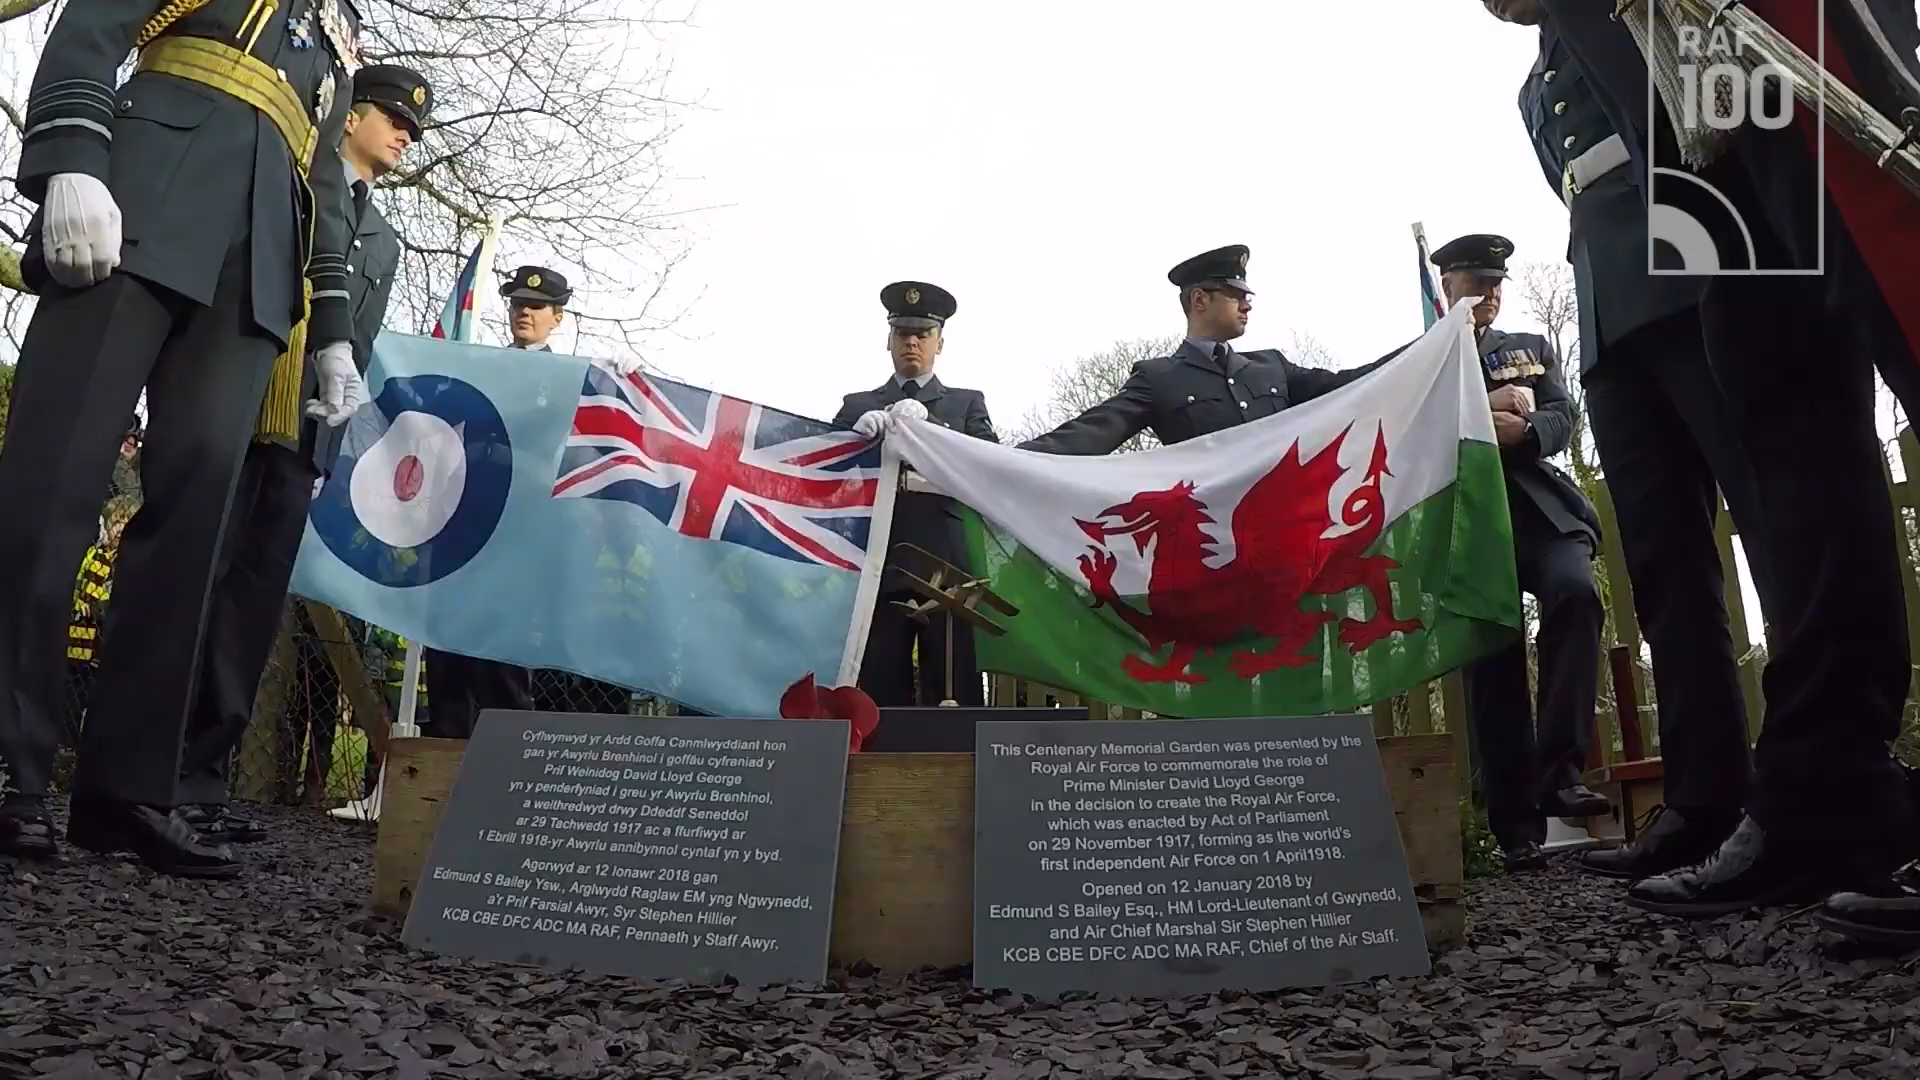 RAF
100
Cyflwynwyd yr Ardd Goffa Canmlwyddiant hon
gan yr Awyrlu Brenhinol i goffáu cyfraniad y
Prif Weinidog David Lloyd George
yn y penderfyniad i greu yr Awyrlu Brenhinol,
a weithredwyd drwy Ddeddf Seneddol
ar 29 Tachwedd 1917 ac a ffurfiwyd ar
1 Ebrill 1918-yr Awyrlu annibynnol cyntaf yn y byd.
Agorwyd ar 12 Ionawr 2018 gan
Edmund S Bailey Ysw., Arglwydd Raglaw EM yng Ngwynedd,
a'r Prif Farsial Awyr, Syr Stephen Hillier
KCB CBE DFC ADC MA RAF, Pennaeth y Staff Awyr.
This Centenary Memorial Garden was presented by the
Royal Air Force to commemorate the role of
Prime Minister David Lloyd George
in the decision to create the Royal Air Force,
which was enacted by Act of Parliament
on 29 November 1917, forming as the world's
first independent Air Force on 1 April1918.
Opened on 12 January 2018 by
Edmund S Bailey Esq., HM Lord-Lieutenant of Gwynedd,
and Air Chief Marshal Sir Stephen Hillier
KCB CBE DFC ADC MA RAF, Chief of the Air Staff.